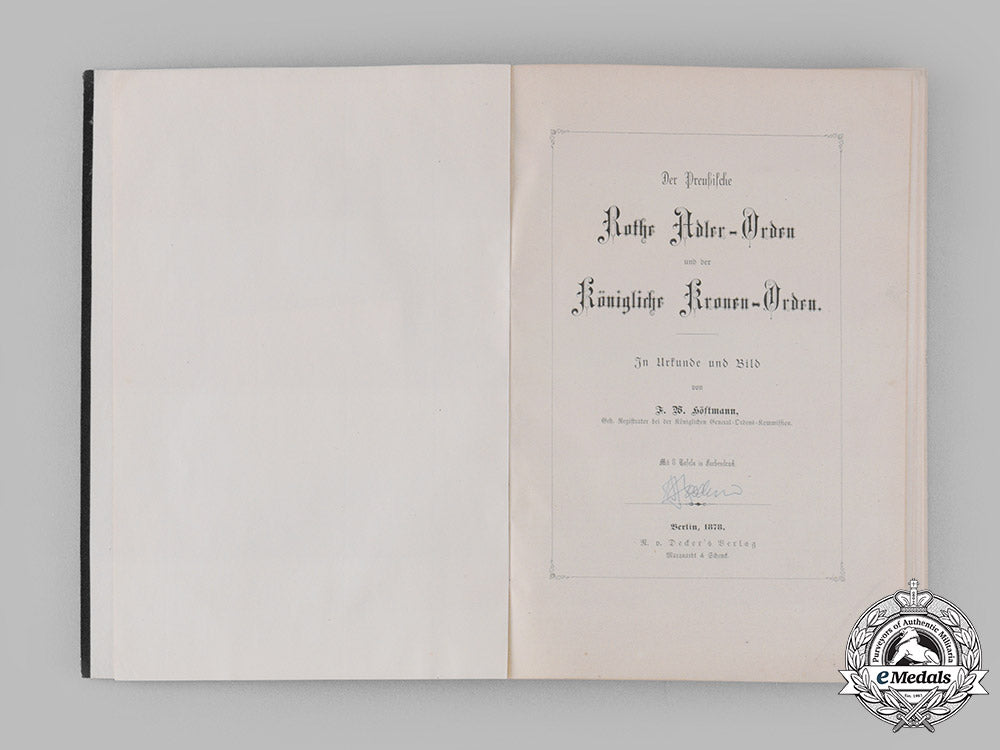 Der Preußische
Rothe Adler-Orden
und der
Königliche Kronen-Orden.
In Urkunde und Bild
von
F. W. Höftmann,
Geh. Registrator bei der Königlichen General-Ordens-Kommission.
Mit 8 Tafeln in Farbendruck.
Berlin, 1878.
R. v. Decker's Verlag
Marquardt & Schenck.
Purveyors of Authentic Militaria
eMedals